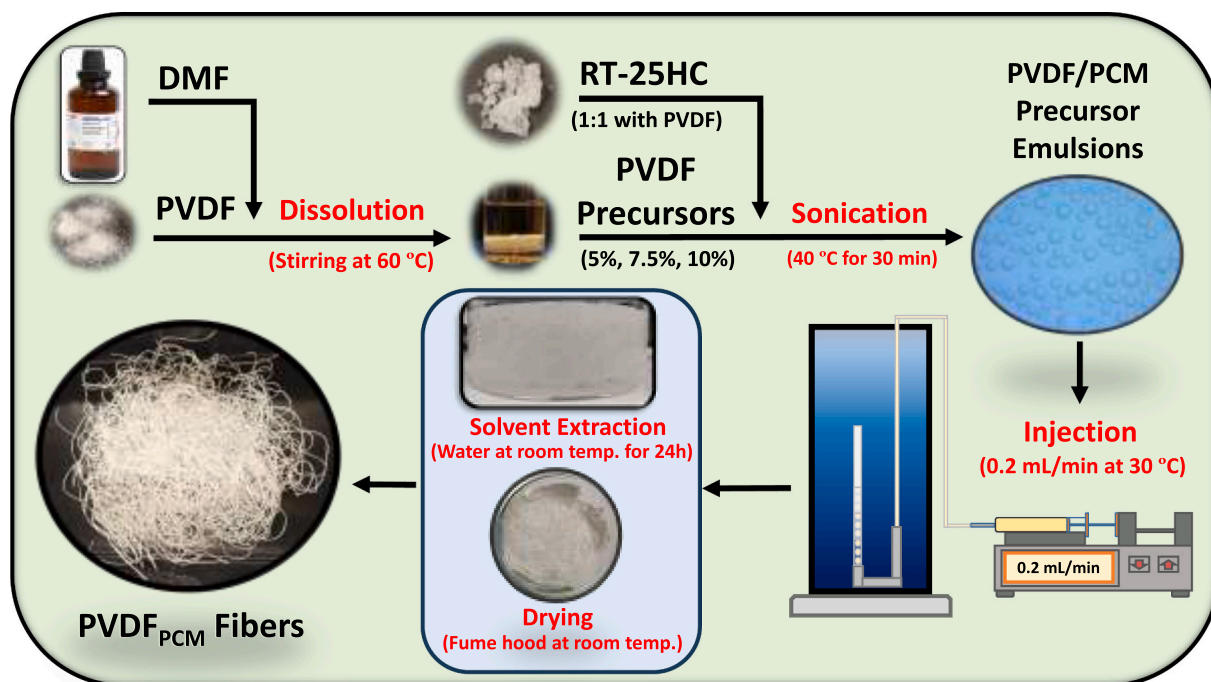 DMF
PVDF
Dissolution
(Stirring at 60 °C)
RT-25HC
(1:1 with PVDF)
PVDF
Precursors
(5%, 7.5%, 10%)
Sonication
(40 °C for 30 min)
PVDF/PCM
Precursor
Emulsions
Injection
(0.2 mL/min at 30 °C)
0.2 mL/min
Solvent Extraction
(Water at room temp. for 24h)
Drying
(Fume hood at room temp.)
PVDFPCM Fibers